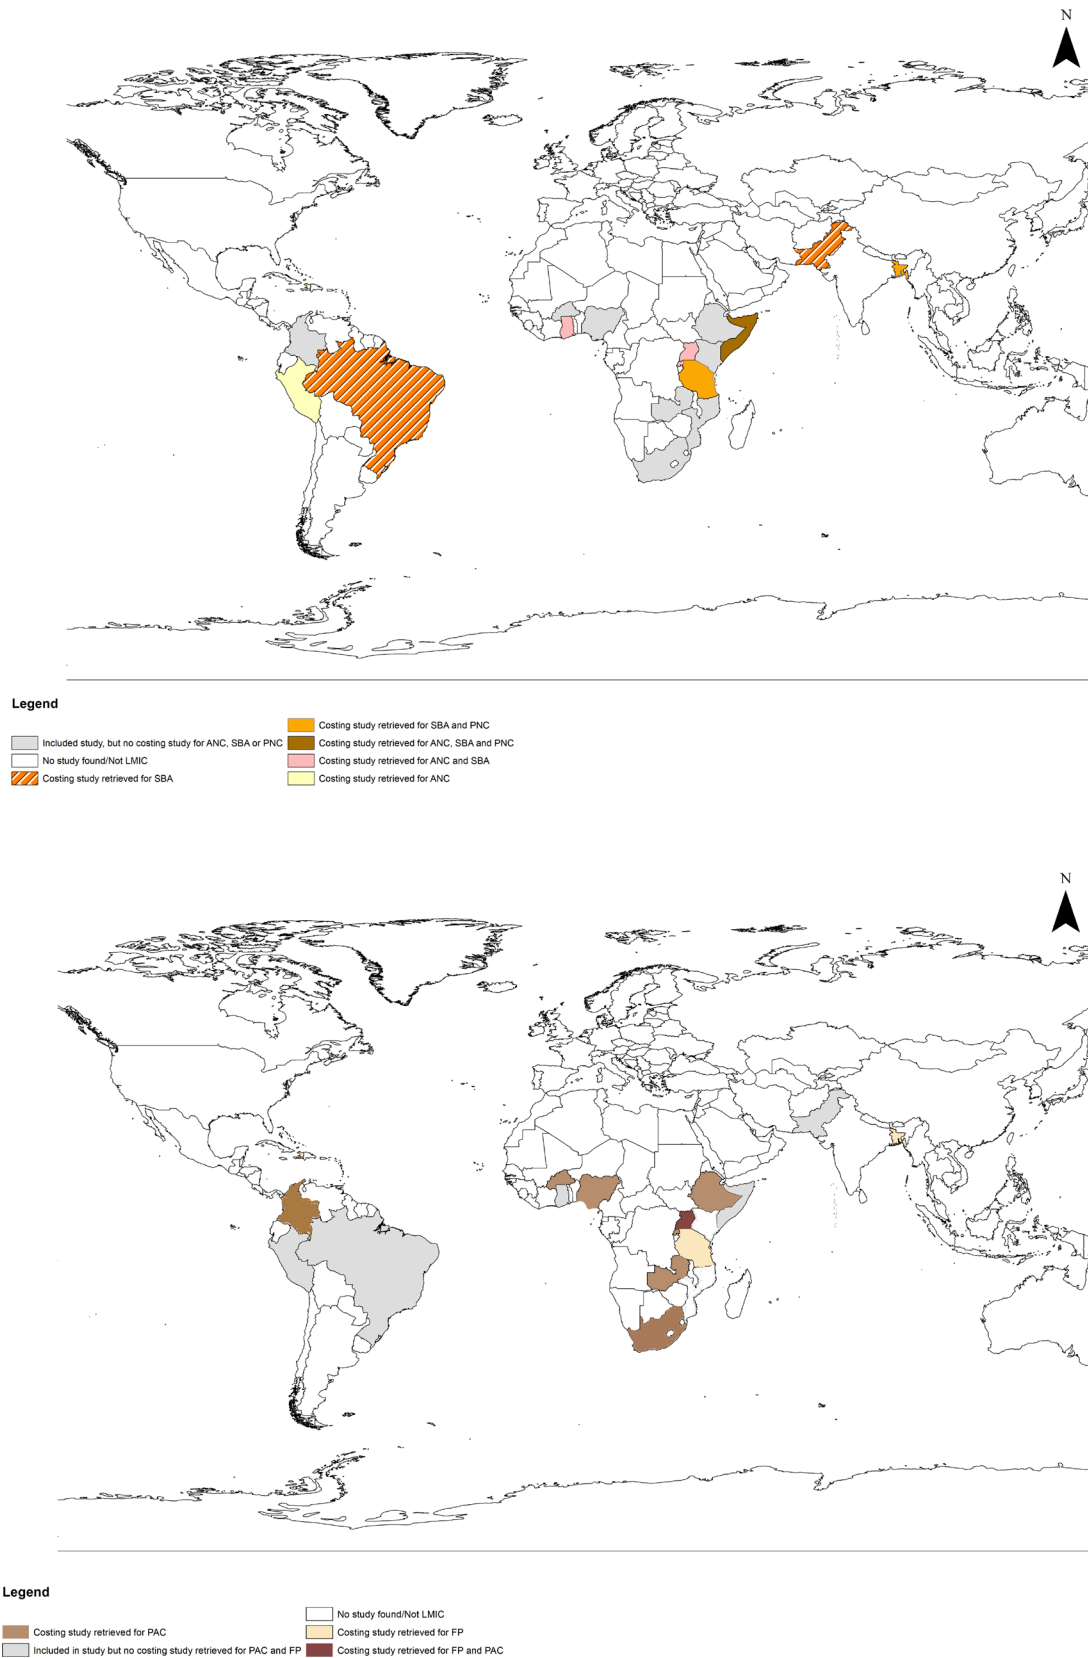 N
Legend
Costing study retrieved for SBA and PNC
Included study, but no costing study for ANC, SBA or PNC
Costing study retrieved for ANC, SBA and PNC
No study found/Not LMIC
Costing study retrieved for ANC and SBA
Costing study retrieved for SBA
Costing study retrieved for ANC
N
Legend
No study found/Not LMIC
Costing study retrieved for PAC
Costing study retrieved for FP
Included in study but no costing study retrieved for PAC and FP
Costing study retrieved for FP and PAC